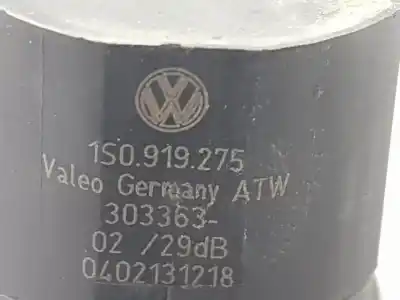 1S0.919.275
Valeo Germany ATW
303363-
02 /29dB
0402131218